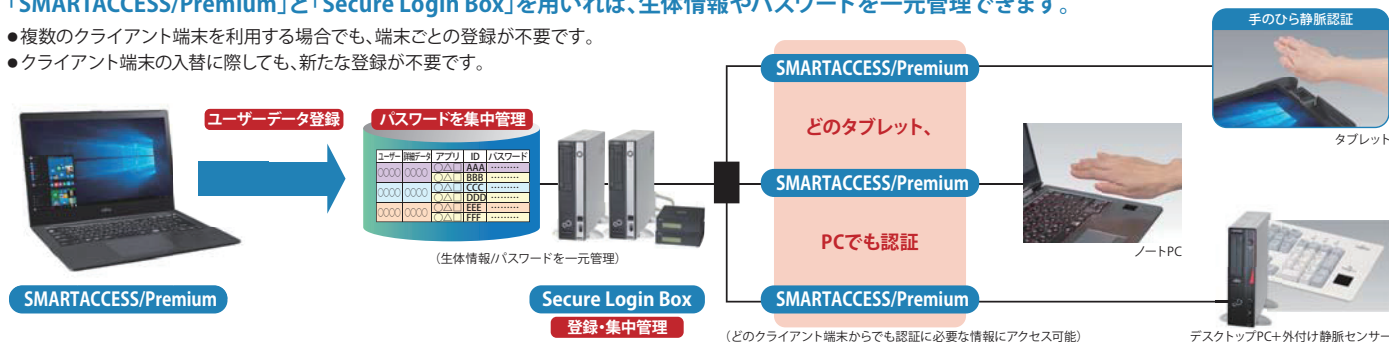 「SMARTACCESS/Premium」と「Secure Login Box」を用いれば、生体情報やパスワードを一元管理できます。
●複数のクライアント端末を利用する場合でも、端末ごとの登録が不要です。
●クライアント端末の入替に際しても、新たな登録が不要です。
ユーザーデータ登録
パスワードを集中管理
ユーザー 詳細データ アプリ ID パスワード
○○○○ ○○○○ ○△□ AAA ………
○△□ BBB ………
○○○○ ○○○○ ○△□ CCC ………
○△□ DDD ………
○○○○ ○○○○ ○△□ EEE ………
○△□ FFF ………
(生体情報/パスワードを一元管理)
SMARTACCESS/Premium
Secure Login Box
登録・集中管理
SMARTACCESS/Premium
どのタブレット、
SMARTACCESS/Premium
PCでも認証
SMARTACCESS/Premium
(どのクライアント端末からでも認証に必要な情報にアクセス可能)
手のひら静脈認証
タブレット
ノートPC
デスクトップPC+外付け静脈センサー